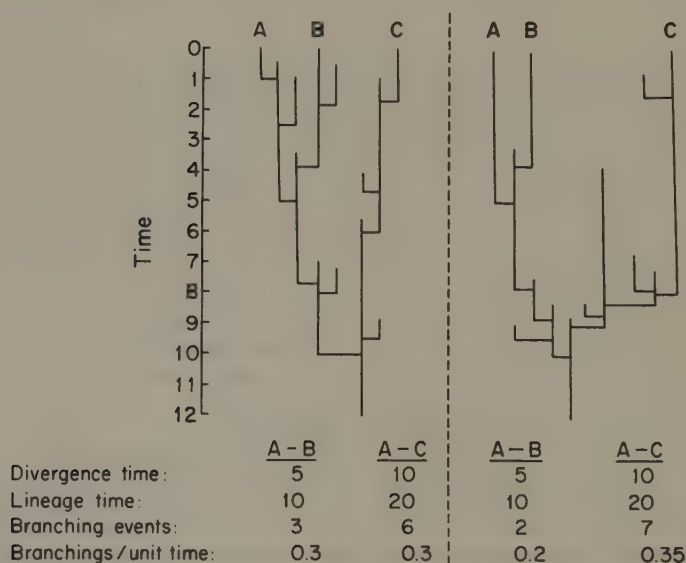 A B C A B C
0
1
2
3
4
5
6
7
8
9
10
11
12
Time
A-B A-C A-B A-C
Divergence time: 5 10 5 10
Lineage time: 10 20 10 20
Branching events: 3 6 2 7
Branchings/unit time: 0.3 0.3 0.2 0.35